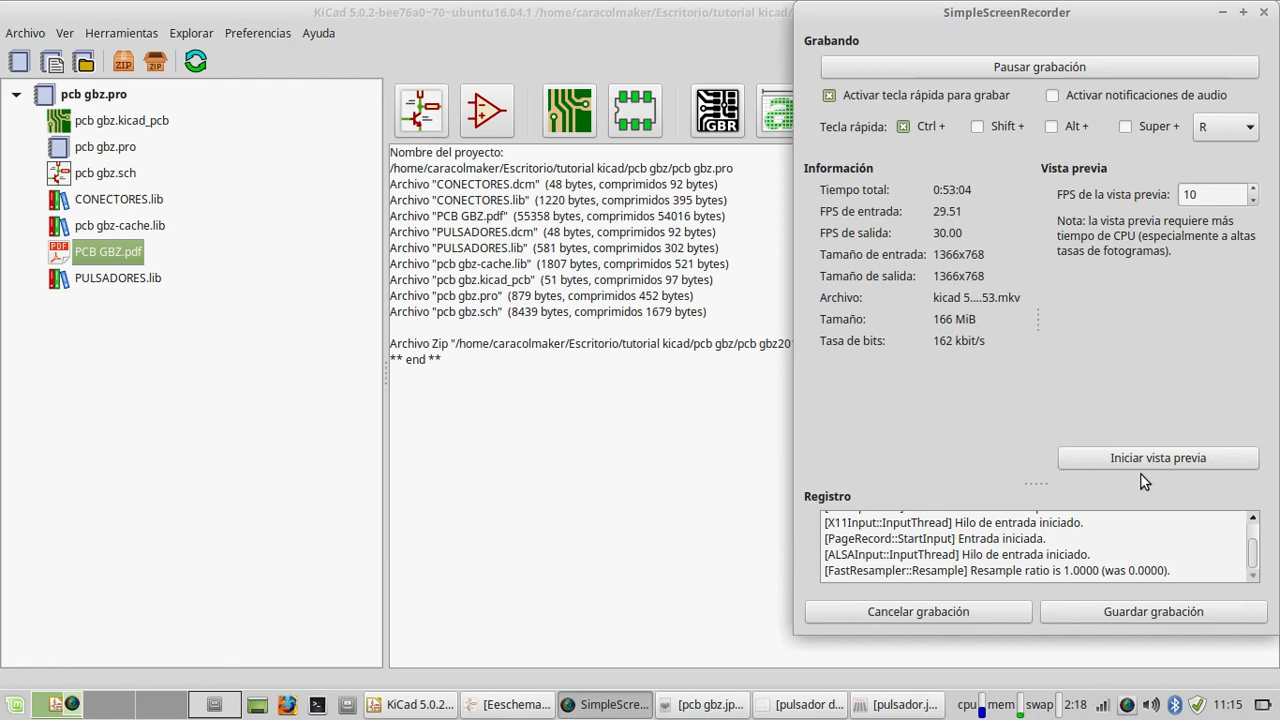 KiCad 5.0.2-bee76a0~70~ubuntu16.04.1 /home/caracolmaker/Escritorio/tutorial kicad/
Archivo Ver Herramientas Explorar Preferencias Ayuda
ZIP ZIP
pcb gbz.pro
pcb gbz.kicad_pcb
pcb gbz.pro
pcb gbz.sch
CONECTORES.lib
pcb gbz-cache.lib
PDF PCB GBZ.pdf
PULSADORES.lib
GBR
Nombre del proyecto:
/home/caracolmaker/Escritorio/tutorial kicad/pcb gbz/pcb gbz.pro
Archivo "CONECTORES.dcm" (48 bytes, comprimidos 92 bytes)
Archivo "CONECTORES.lib" (1220 bytes, comprimidos 395 bytes)
Archivo "PCB GBZ.pdf" (55358 bytes, comprimidos 54016 bytes)
Archivo "PULSADORES.dcm" (48 bytes, comprimidos 92 bytes)
Archivo "PULSADORES.lib" (581 bytes, comprimidos 302 bytes)
Archivo "pcb gbz-cache.lib" (1807 bytes, comprimidos 521 bytes)
Archivo "pcb gbz.kicad_pcb" (51 bytes, comprimidos 97 bytes)
Archivo "pcb gbz.pro" (879 bytes, comprimidos 452 bytes)
Archivo "pcb gbz.sch" (8439 bytes, comprimidos 1679 bytes)
Archivo Zip "/home/caracolmaker/Escritorio/tutorial kicad/pcb gbz/pcb gbz20
** end **
SimpleScreenRecorder
Grabando
Pausar grabación
Activar tecla rápida para grabar Activar notificaciones de audio
Tecla rápida: Ctrl + Shift + Alt + Super + R
Información Vista previa
Tiempo total: 0:53:04
FPS de la vista previa: 10
FPS de entrada: 29.51
FPS de salida: 30.00
Nota: la vista previa requiere más
tiempo de CPU (especialmente a altas
tasas de fotogramas).
Tamaño de entrada: 1366x768
Tamaño de salida: 1366x768
Archivo: kicad 5....53.mkv
Tamaño: 166 MiB
Tasa de bits: 162 kbit/s
Iniciar vista previa
Registro
[X11Input::InputThread] Hilo de entrada iniciado.
[PageRecord::StartInput] Entrada iniciada.
[ALSAInput::InputThread] Hilo de entrada iniciado.
[FastResampler::Resample] Resample ratio is 1.0000 (was 0.0000).
Cancelar grabación Guardar grabación
KiCad 5.0.2... [Eeschema... SimpleScre... [pcb gbz.jp... [pulsador d... [pulsador.j... cpu mem swap 2:18 11:15